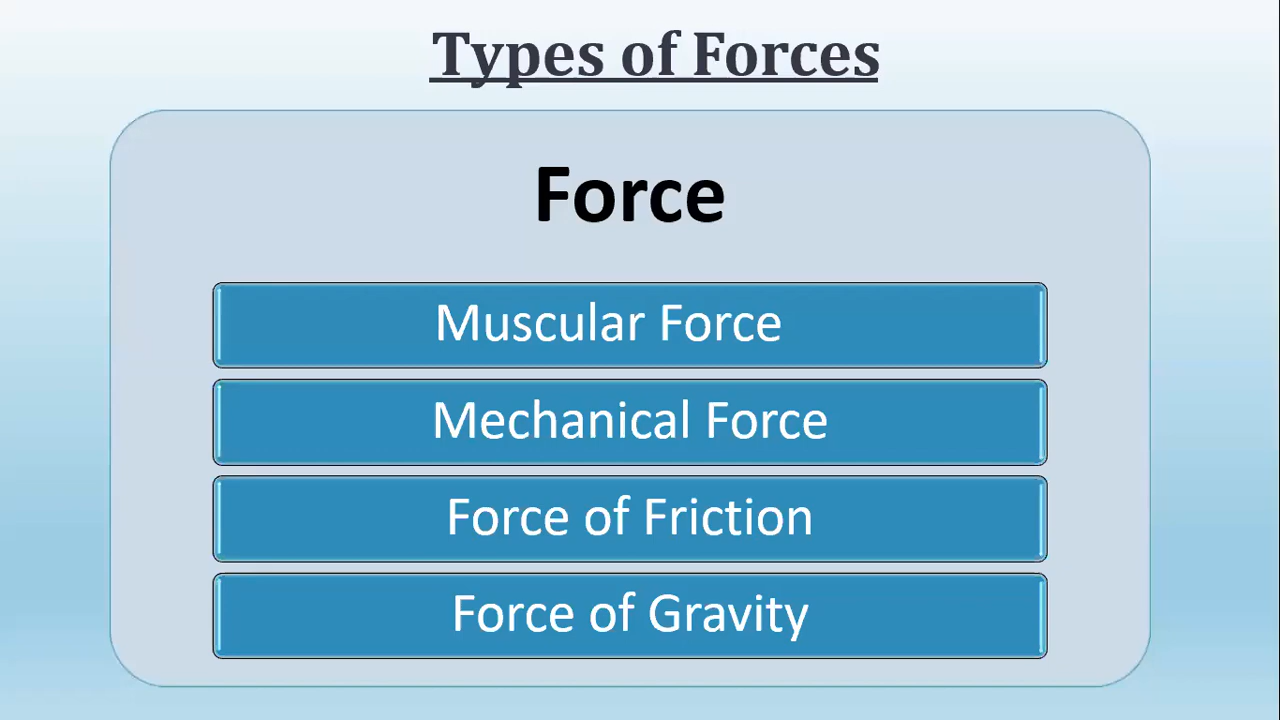 Types of Forces
Force
Muscular Force
Mechanical Force
Force of Friction
Force of Gravity